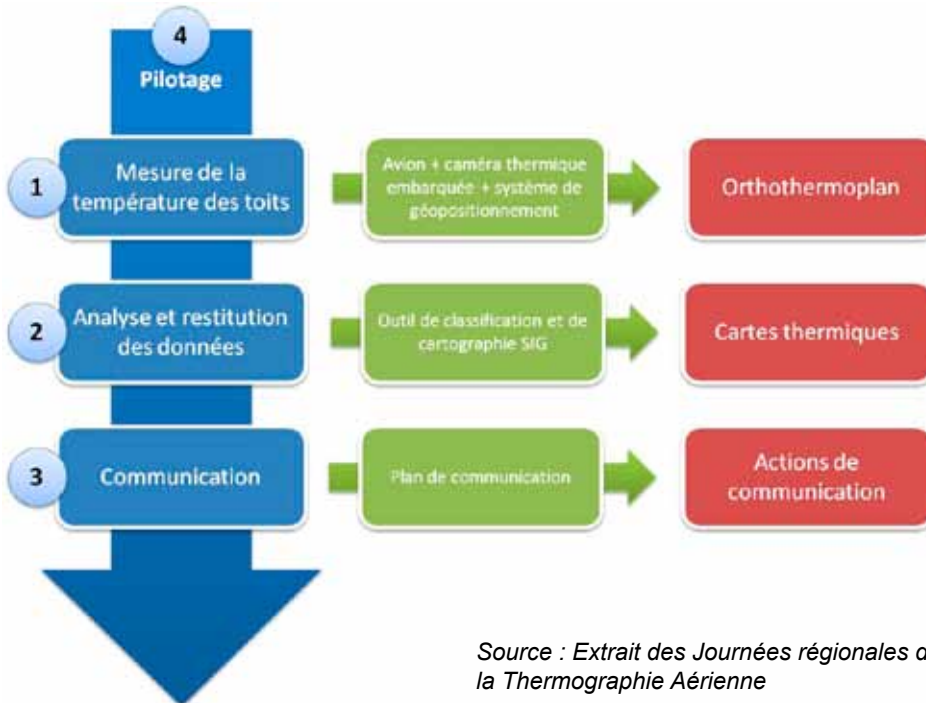 4
Pilotage
1
Mesure de la
température des toits
Avion + caméra thermique
embarquée + système de
géopositionnement
Orthothermoplan
2
Analyse et restitution
des données
Outil de classification et de
cartographie SIG
Cartes thermiques
3
Communication
Plan de communication
Actions de
communication
Source : Extrait des Journées régionales
la Thermographie Aérienne